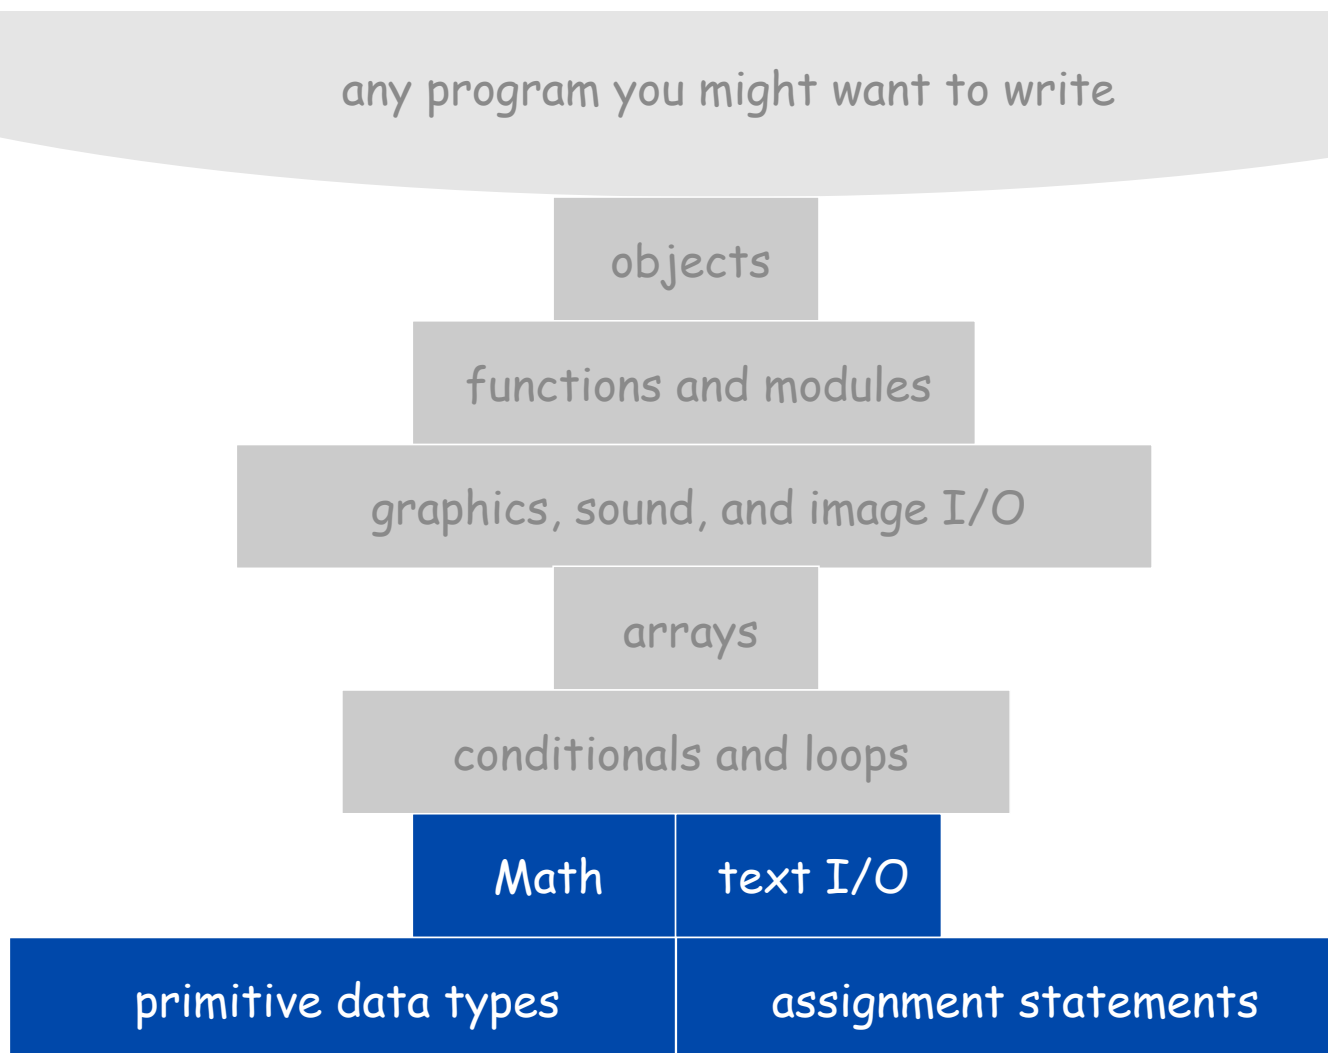 any program you might want to write
objects
functions and modules
graphics, sound, and image I/O
arrays
conditionals and loops
Math
text I/O
primitive data types
assignment statements